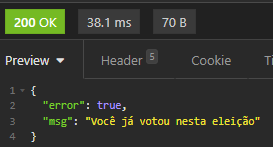 200 OK 38.1 ms 70 B
Preview Header 5 Cookie
1 {
2 "error": true,
3 "msg": "Você já votou nesta eleição"
4 }